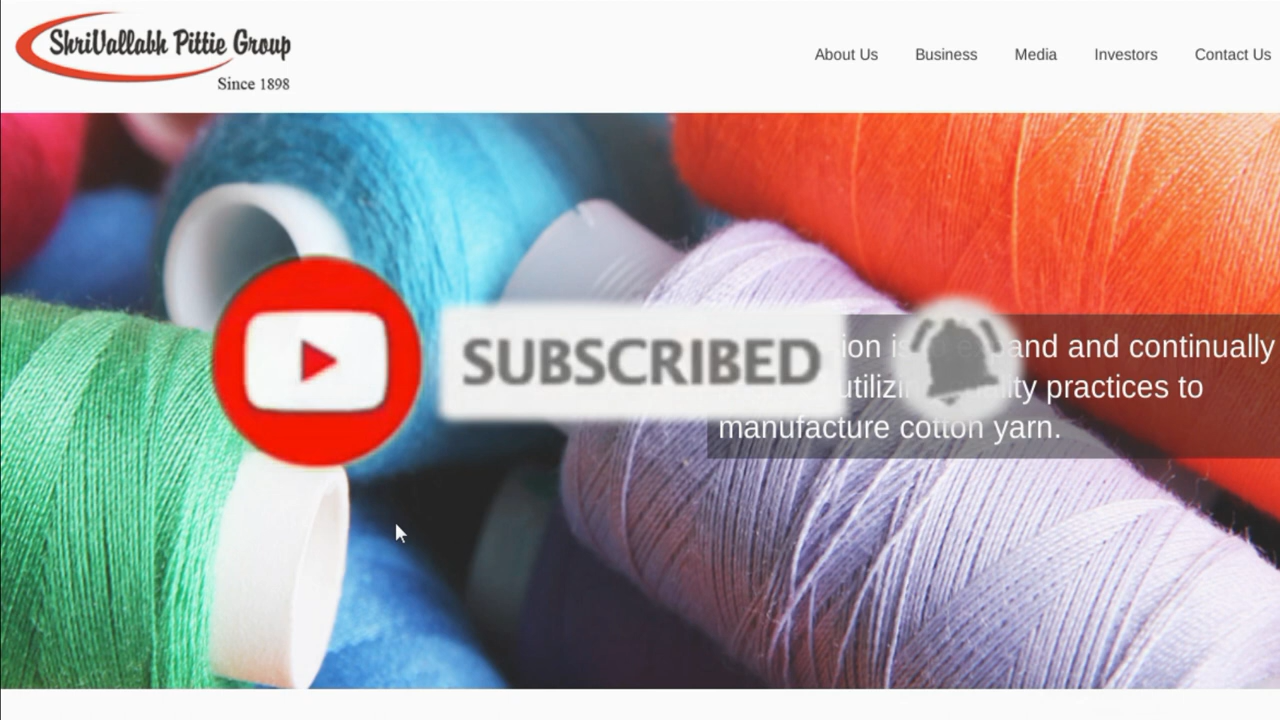 ShriVallabh Pittie Group
Since 1898
About Us
Business
Media
Investors
Contact Us
SUBSCRIBED
and and continually
practices to
manufacture cotton yarn.